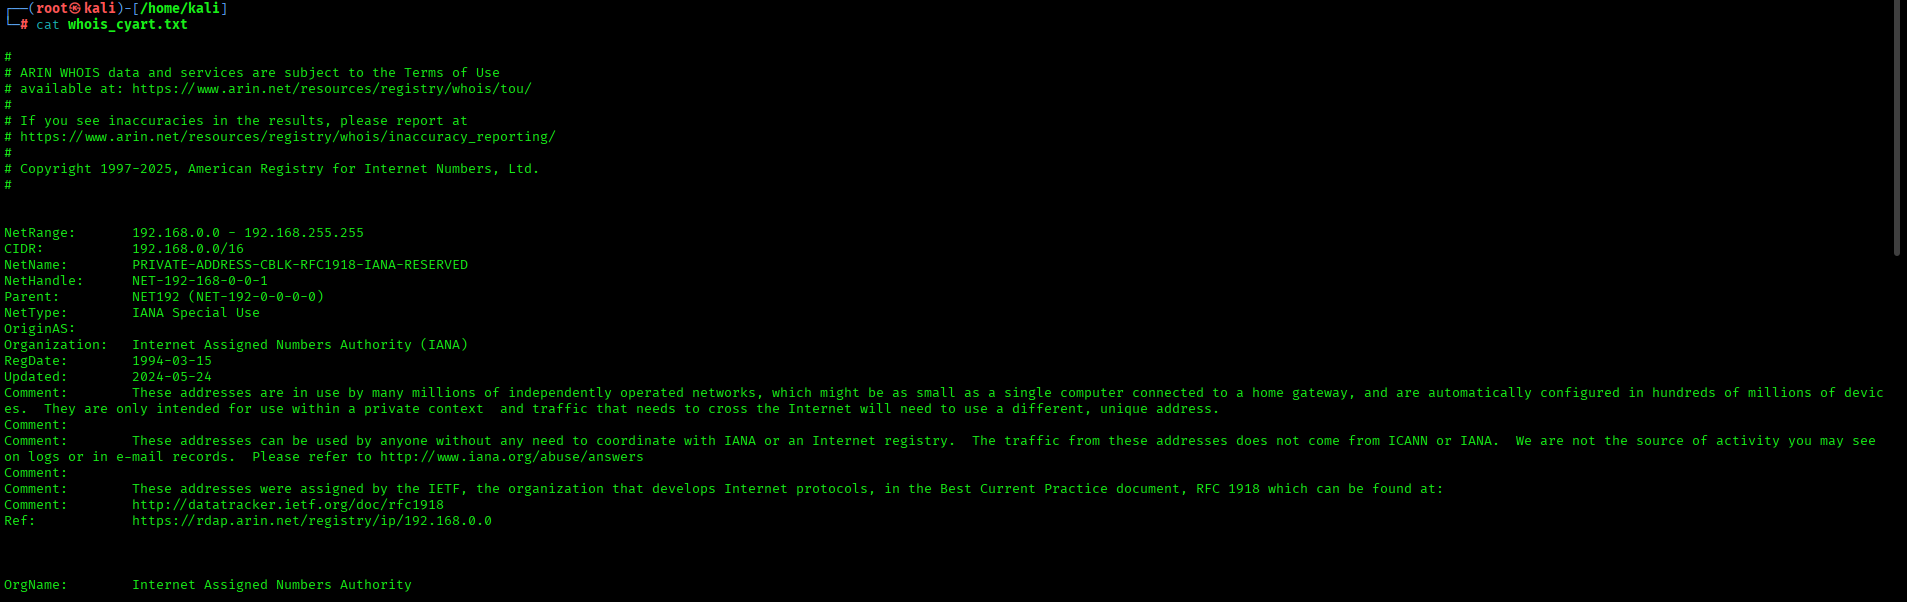 ┌──(root㉿kali)-[/home/kali]
└─# cat whois_cyart.txt
#
# ARIN WHOIS data and services are subject to the Terms of Use
# available at: https://www.arin.net/resources/registry/whois/tou/
#
# If you see inaccuracies in the results, please report at
# https://www.arin.net/resources/registry/whois/inaccuracy_reporting/
#
# Copyright 1997-2025, American Registry for Internet Numbers, Ltd.
#
NetRange:       192.168.0.0 - 192.168.255.255
CIDR:           192.168.0.0/16
NetName:        PRIVATE-ADDRESS-CBLK-RFC1918-IANA-RESERVED
NetHandle:      NET-192-168-0-0-1
Parent:         NET192 (NET-192-0-0-0-0)
NetType:        IANA Special Use
OriginAS:
Organization:   Internet Assigned Numbers Authority (IANA)
RegDate:        1994-03-15
Updated:        2024-05-24
Comment:        These addresses are in use by many millions of independently operated networks, which might be as small as a single computer connected to a home gateway, and are automatically configured in hundreds of millions of devic
es.  They are only intended for use within a private context  and traffic that needs to cross the Internet will need to use a different, unique address.
Comment:
Comment:        These addresses can be used by anyone without any need to coordinate with IANA or an Internet registry.  The traffic from these addresses does not come from ICANN or IANA.  We are not the source of activity you may see
on logs or in e-mail records.  Please refer to http://www.iana.org/abuse/answers
Comment:
Comment:        These addresses were assigned by the IETF, the organization that develops Internet protocols, in the Best Current Practice document, RFC 1918 which can be found at:
Comment:        http://datatracker.ietf.org/doc/rfc1918
Ref:            https://rdap.arin.net/registry/ip/192.168.0.0
OrgName:        Internet Assigned Numbers Authority